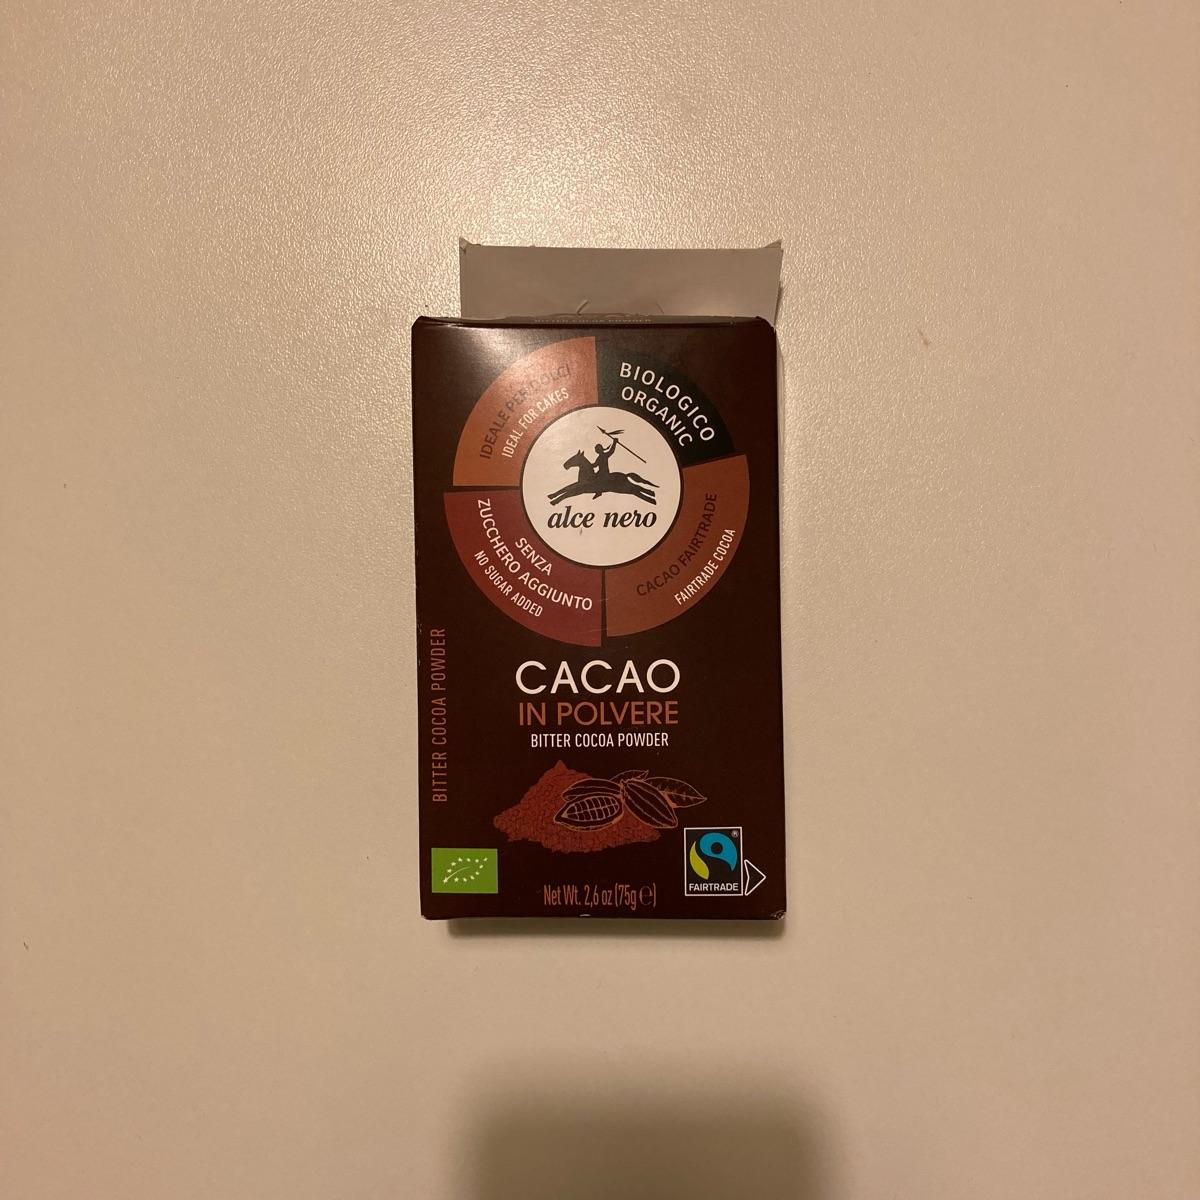 BITTER COCOA POWDER
IDEALE PER DOLCI
IDEAL FOR CAKES
BIOLOGICO
ORGANIC
alce nero
SENZA
ZUCCHERO AGGIUNTO
NO SUGAR ADDED
CACAO FAIRTRADE
FAIRTRADE COCOA
BITTER COCOA POWDER
CACAO
IN POLVERE
BITTER COCOA POWDER
FAIRTRADE
®
Net Wt. 2,6 oz (75g ℮)